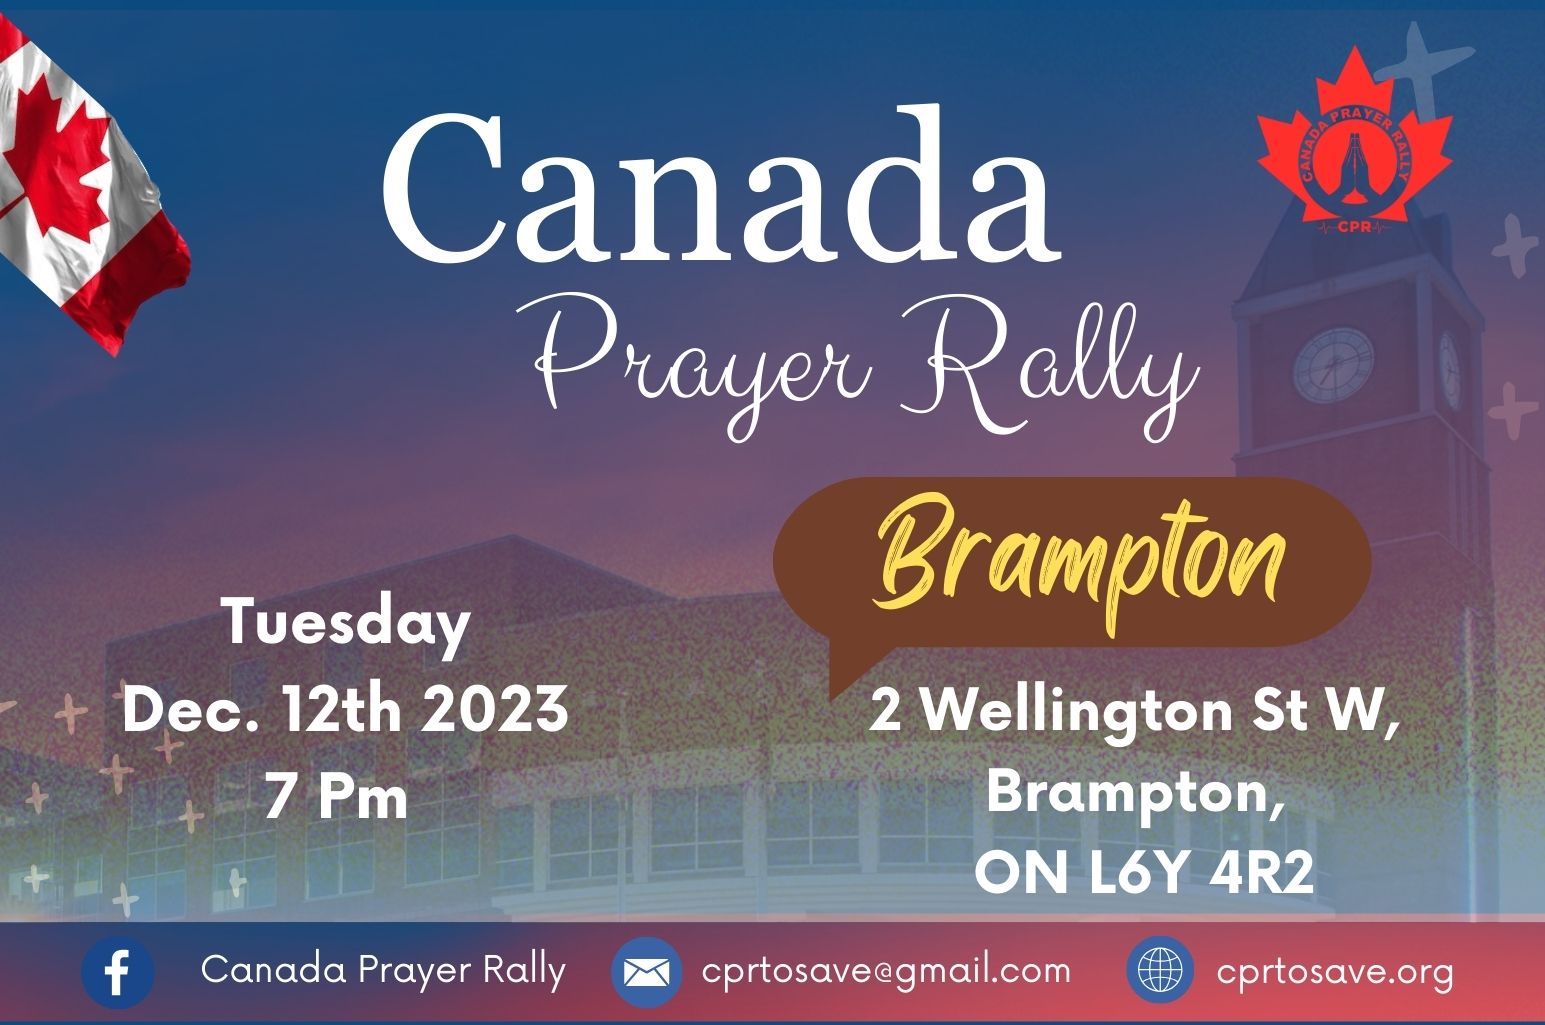 CANADA PRAYER RALLY
CPR
Canada
Prayer Rally
Brampton
Tuesday
Dec. 12th 2023
7 Pm
2 Wellington St W,
Brampton,
ON L6Y 4R2
Canada Prayer Rally
cprtosave@gmail.com
cprtosave.org